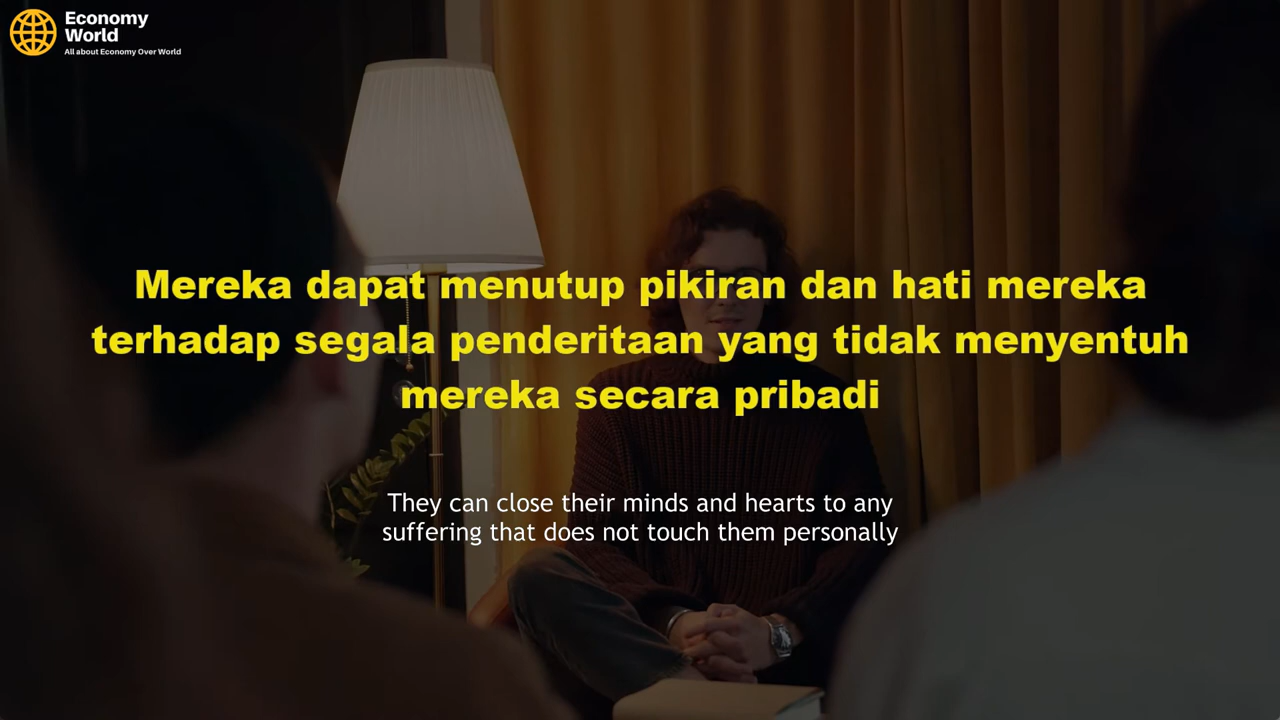 Economy
World
All about Economy Over World
Mereka dapat menutup pikiran dan hati mereka
terhadap segala penderitaan yang tidak menyentuh
mereka secara pribadi
They can close their minds and hearts to any
suffering that does not touch them personally